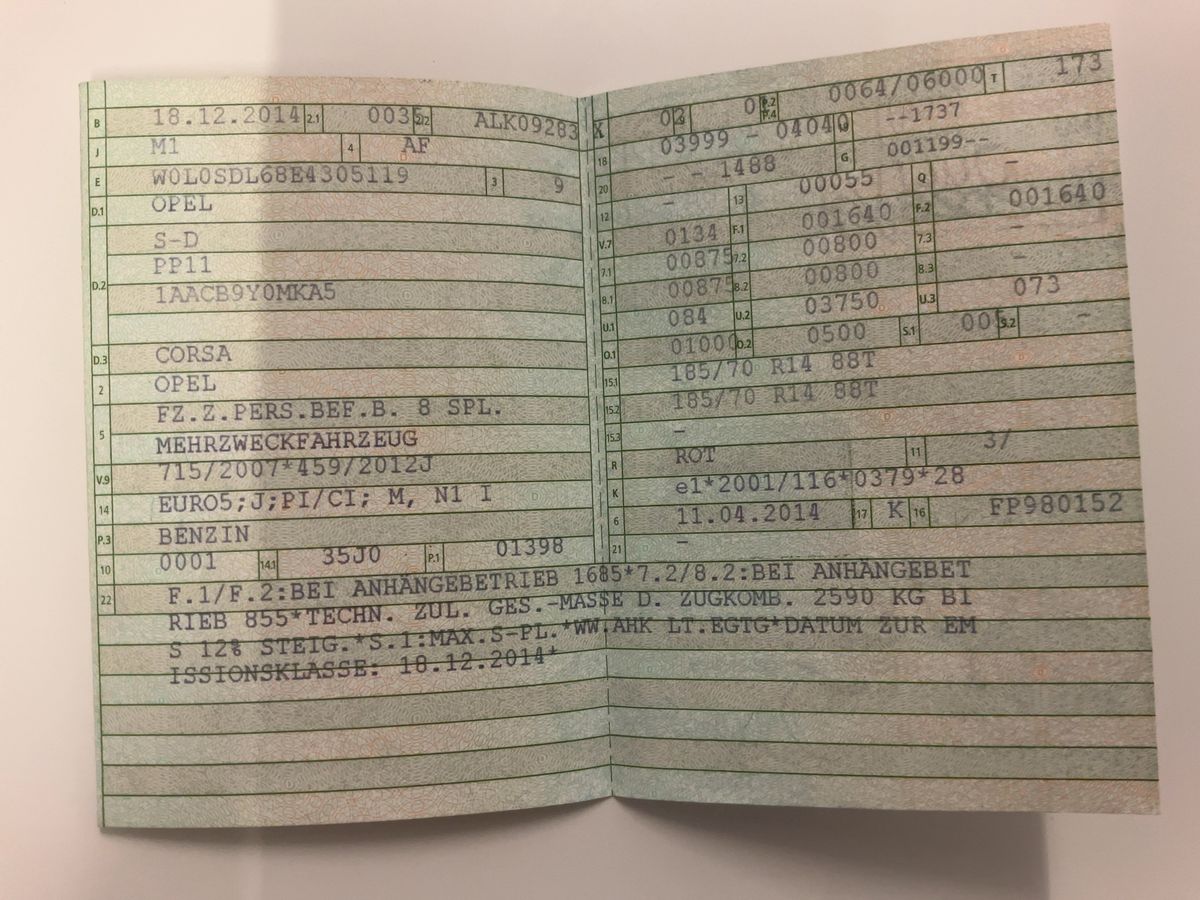 B 18.12.2014 2.1 0035 2.2 ALK09283
J M1 4 AF
E W0L0SDL68E4305119 3 9
D.1 OPEL
S-D
D.2 PP11
1AACB9Y0MKA5
D.3 CORSA
2 OPEL
5 FZ.Z.PERS.BEF.B. 8 SPL.
MEHRZWECKFAHRZEUG
V.9 715/2007*459/2012J
14 EURO5;J;PI/CI; M, N1 I
P.3 BENZIN
10 0001 14.1 35J0 P.1 01398
22 F.1/F.2:BEI ANHÄNGEBETRIEB 1685*7.2/8.2:BEI ANHÄNGEBET
RIEB 855*TECHN. ZUL. GES.-MASSE D. ZUGKOMB. 2590 KG BI
S 12% STEIG.*S.1:MAX.S-PL.*WW.AHK LT.EGTG*DATUM ZUR EM
ISSIONSKLASSE: 18.12.2014*
02 P.2 P.4 0064/06000 T 173
18 03999 - 04040 19 --1737
20 - - 1488 G 001199--
12 - 13 00055 Q -
V.7 0134 F.1 001640 F.2 001640
7.1 00875 7.2 00800 7.3 -
8.1 00875 8.2 00800 8.3 -
U.1 084 U.2 03750 U.3 073
O.1 01000 O.2 0500 S.1 005 S.2 -
15.1 185/70 R14 88T
15.2 185/70 R14 88T
15.3 -
R ROT 11 3/
K e1*2001/116*0379*28
6 11.04.2014 17 K 16 FP980152
21 -